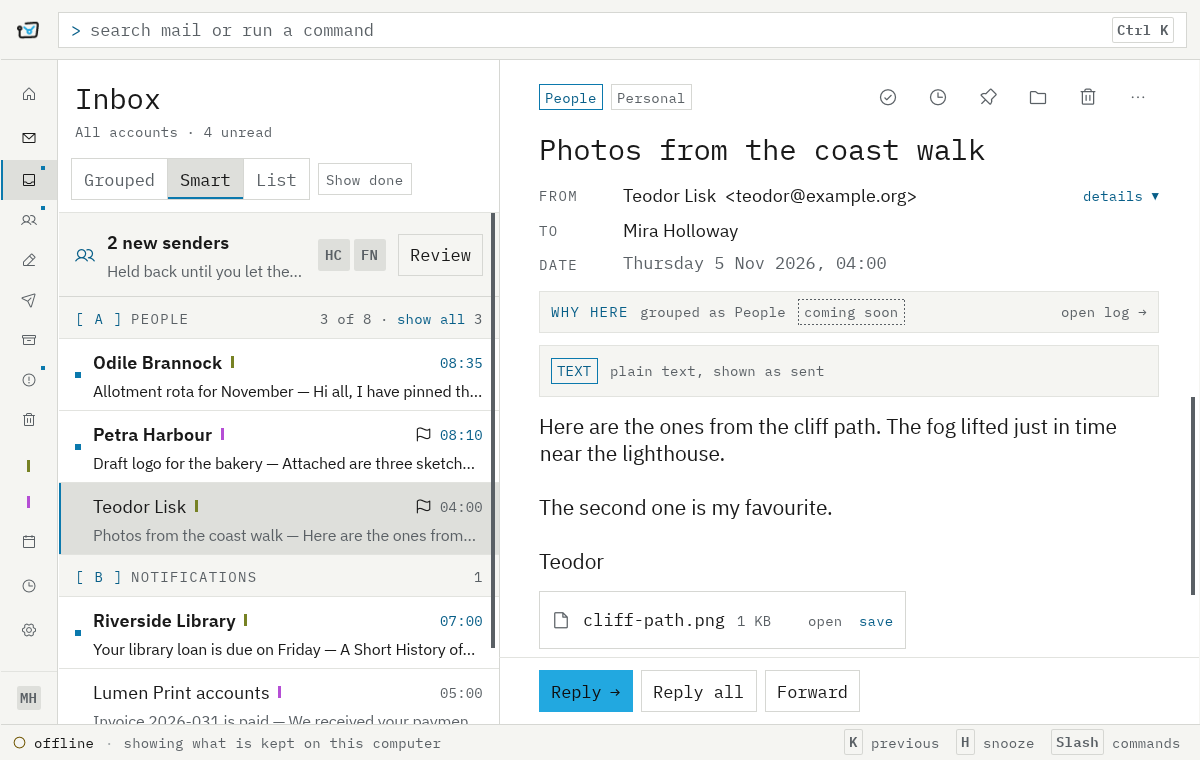 > search mail or run a command Ctrl K
Inbox
All accounts · 4 unread
Grouped Smart List Show done
2 new senders
Held back until you let the...
HC FN Review
[ A ] PEOPLE 3 of 8 · show all 3
Odile Brannock 08:35
Allotment rota for November — Hi all, I have pinned th...
Petra Harbour 08:10
Draft logo for the bakery — Attached are three sketch...
Teodor Lisk 04:00
Photos from the coast walk — Here are the ones from...
[ B ] NOTIFICATIONS 1
Riverside Library 07:00
Your library loan is due on Friday — A Short History of...
Lumen Print accounts 05:00
Invoice 2026-031 is paid — We received your paymen
People Personal
Photos from the coast walk
FROM Teodor Lisk <teodor@example.org> details ▼
TO Mira Holloway
DATE Thursday 5 Nov 2026, 04:00
WHY HERE grouped as People coming soon open log →
TEXT plain text, shown as sent
Here are the ones from the cliff path. The fog lifted just in time
near the lighthouse.
The second one is my favourite.
Teodor
cliff-path.png 1 KB open save
Reply → Reply all Forward
MH
offline · showing what is kept on this computer
K previous H snooze Slash commands